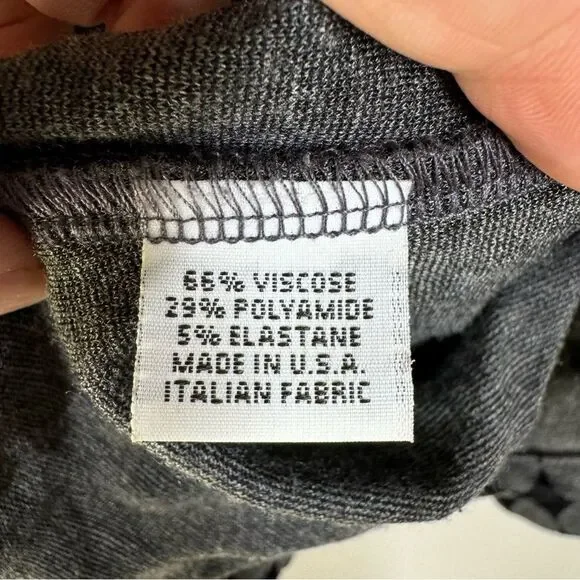 66% VISCOSE
29% POLYAMIDE
5% ELASTANE
MADE IN U.S.A.
ITALIAN FABRIC